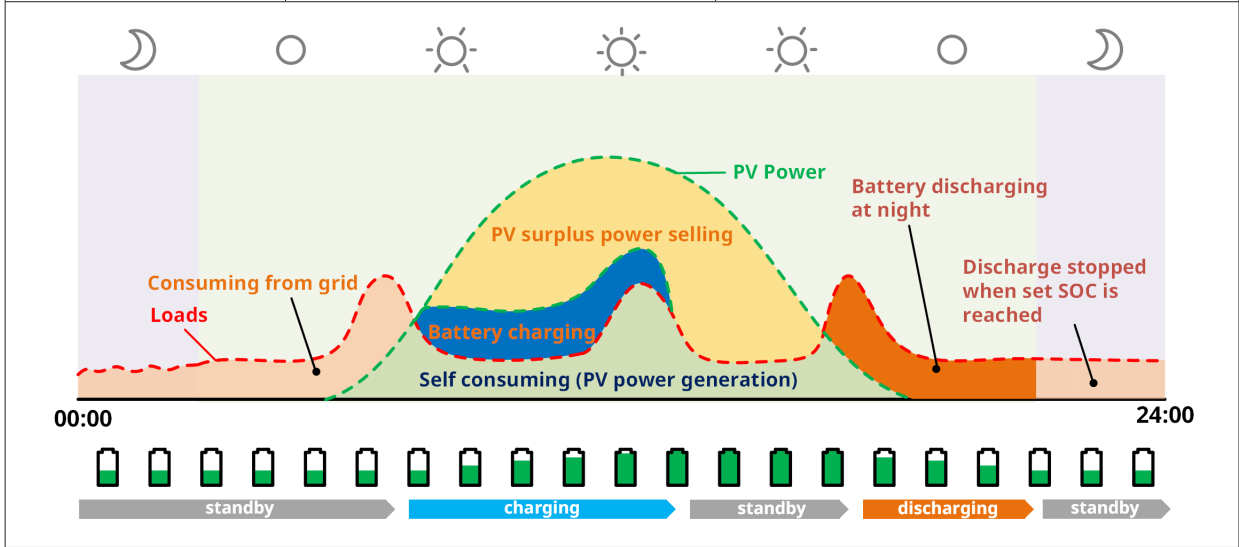 PV Power
Battery discharging
at night
PV surplus power selling
Discharge stopped
when set SOC is
reached
Consuming from grid
Loads
Battery charging
Self consuming (PV power generation)
00:00
24:00
standby
charging
standby
discharging
standby